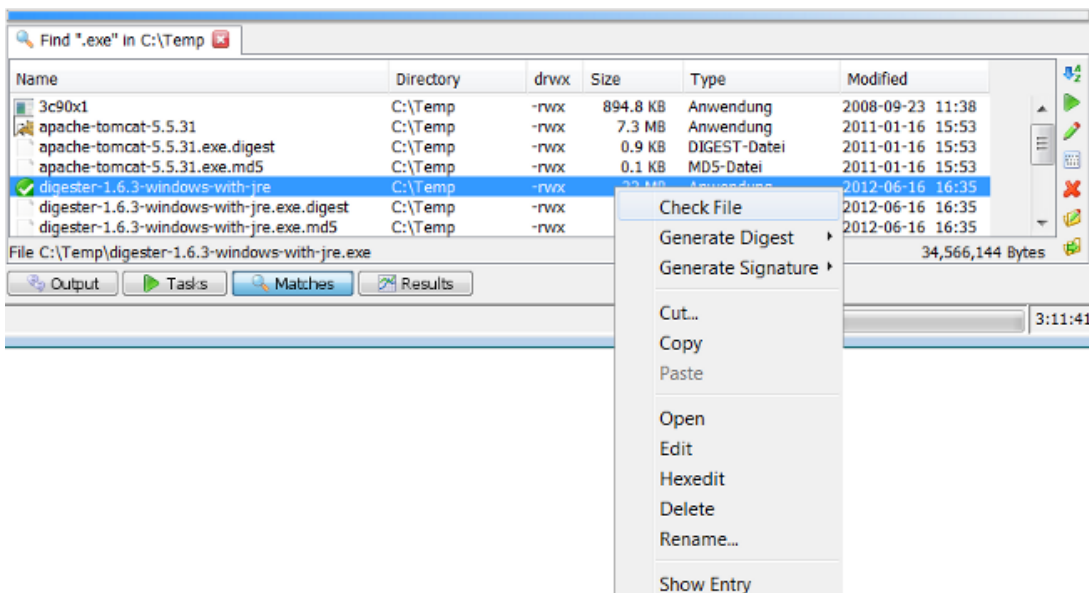 Find ".exe" in C:\Temp
Name Directory drwx Size Type Modified
3c90x1 C:\Temp -rwx 894.8 KB Anwendung 2008-09-23 11:38
apache-tomcat-5.5.31 C:\Temp -rwx 7.3 MB Anwendung 2011-01-16 15:53
apache-tomcat-5.5.31.exe.digest C:\Temp -rwx 0.9 KB DIGEST-Datei 2011-01-16 15:53
apache-tomcat-5.5.31.exe.md5 C:\Temp -rwx 0.1 KB MD5-Datei 2011-01-16 15:53
digester-1.6.3-windows-with-jre C:\Temp -rwx MB Anwendung 2012-06-16 16:35
digester-1.6.3-windows-with-jre.exe.digest C:\Temp -rwx 2012-06-16 16:35
digester-1.6.3-windows-with-jre.exe.md5 C:\Temp -rwx 2012-06-16 16:35
File C:\Temp\digester-1.6.3-windows-with-jre.exe 34,566,144 Bytes
Output Tasks Matches Results
3:11:41
Check File
Generate Digest
Generate Signature
Cut...
Copy
Paste
Open
Edit
Hexedit
Delete
Rename...
Show Entry